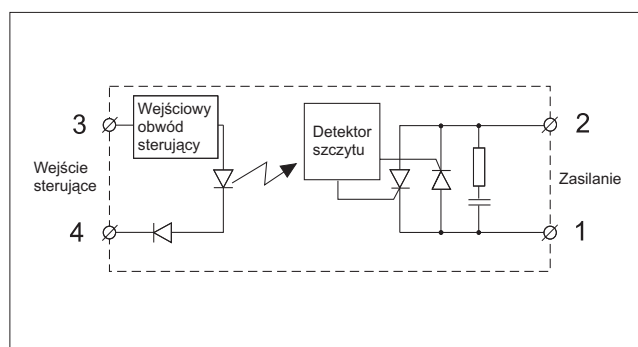 3
Wejściowy
obwód
sterujący
Wejście
sterujące
4
Detektor
szczytu
2
Zasilanie
1